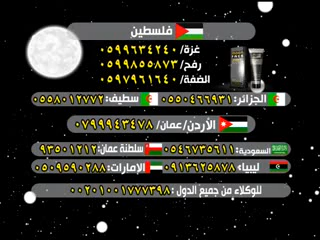 فلسطين
غزة/ ٠٥٩٩٦٣٤٢٤٠
رفح/ ٠٥٩٩٨٥٥٨٧٣
الضفة/ ٠٥٩٧٩٦١٦٤٠
الجزائر: ٠٥٥٠٤٦٦٩٣١ سطيف: ٠٥٥٨٠١٢٧٧٢
الأردن/عمان/ ٠٧٩٩٩٤٣٤٧٨
السعودية: ٠٥٤٦٧٣٥٦١١ سلطنة عمان: ٩٣٥٠١٢١٢
ليبيا: ٠٩١٣٦٢٥٨٧٨ الإمارات: ٠٥٠٩٥٩٠٢٨٨
للوكلاء من جميع الدول: ٠٠٢٠١٠٠١٧٧٧٣٩٨